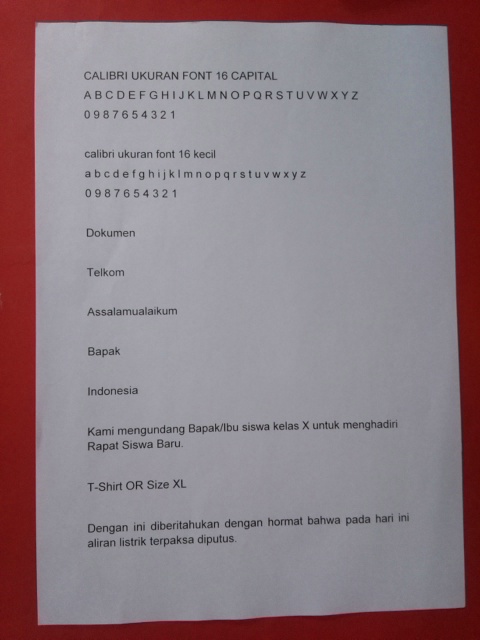 CALIBRI UKURAN FONT 16 CAPITAL
A B C D E F G H I J K L M N O P Q R S T U V W X Y Z
0 9 8 7 6 5 4 3 2 1
calibri ukuran font 16 kecil
a b c d e f g h i j k l m n o p q r s t u v w x y z
0 9 8 7 6 5 4 3 2 1
Dokumen
Telkom
Assalamualaikum
Bapak
Indonesia
Kami mengundang Bapak/Ibu siswa kelas X untuk menghadiri
Rapat Siswa Baru.
T-Shirt OR Size XL
Dengan ini diberitahukan dengan hormat bahwa pada hari ini
aliran listrik terpaksa diputus.